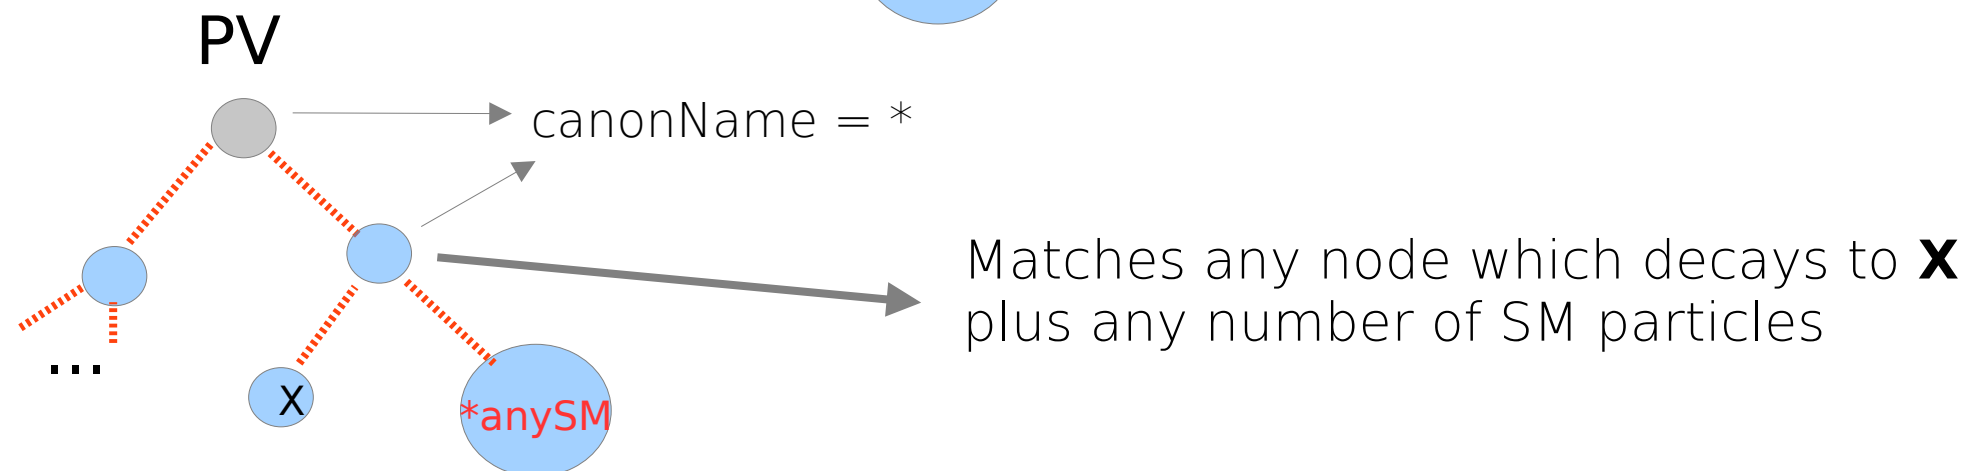 PV
canonName = *
Matches any node which decays to X
plus any number of SM particles
...
X
*anySM